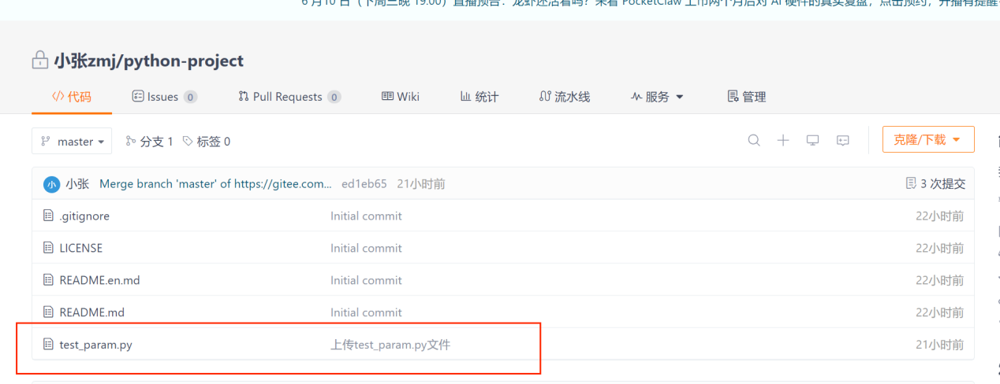 6 月10 日（下周三晚 19:00）直播预告：龙虾还活着吗？来看 PocketClaw 上市两个月后对 AI 硬件的真实复盘，点击预约，开播有提醒
小张zmj/python-project
代码 Issues 0 Pull Requests 0 Wiki 统计 流水线 服务 管理
master 分支 1 标签 0 克隆/下载
小 小张 Merge branch 'master' of https://gitee.com... ed1eb65 21小时前 3 次提交
.gitignore Initial commit 22小时前
LICENSE Initial commit 22小时前
README.en.md Initial commit 22小时前
README.md Initial commit 22小时前
test_param.py 上传test_param.py文件 21小时前